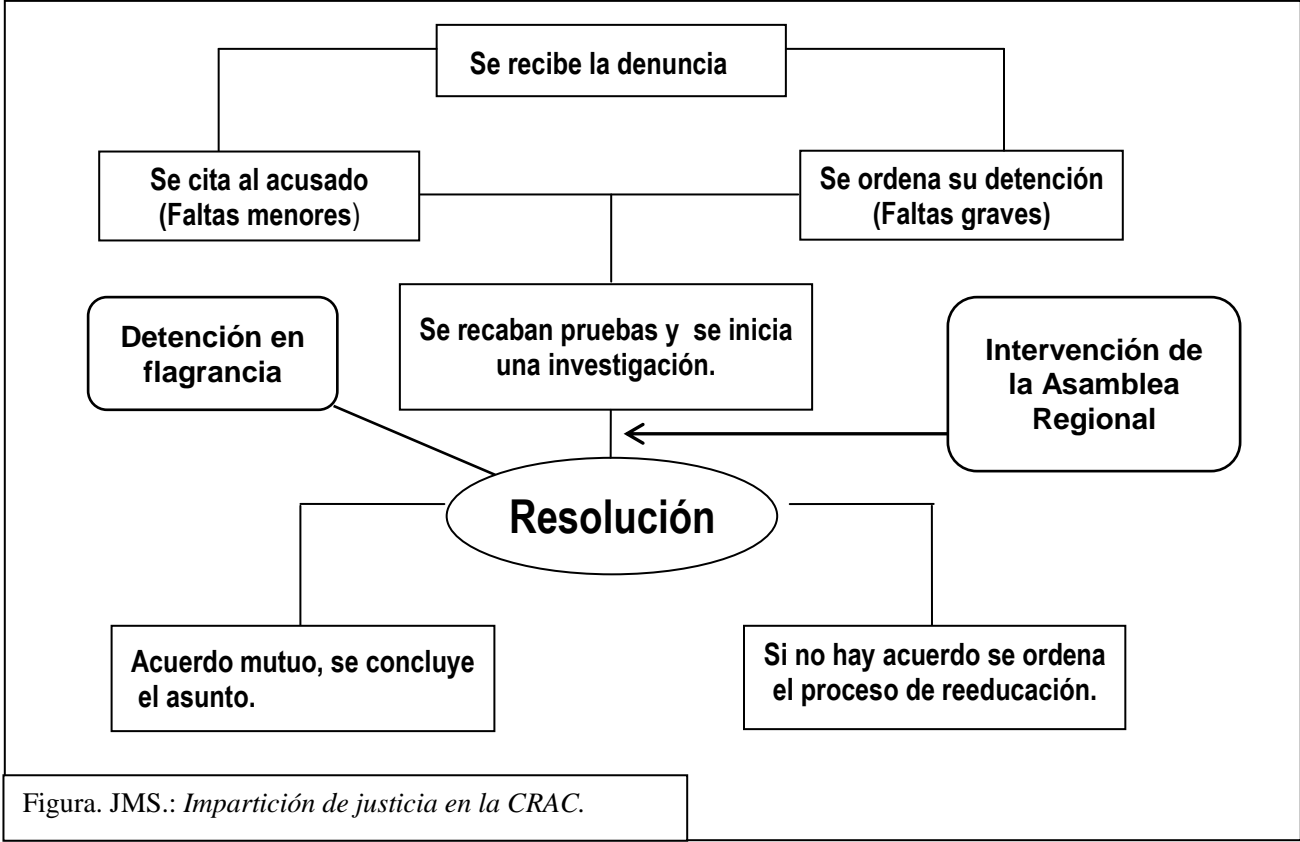 Se recibe la denuncia
Se cita al acusado
(Faltas menores)
Se ordena su detención
(Faltas graves)
Detención en
flagrancia
Se recaban pruebas y se inicia
una investigación.
Intervención de
la Asamblea
Regional
Resolución
Acuerdo mutuo, se concluye
el asunto.
Si no hay acuerdo se ordena
el proceso de reeducación.
Figura. JMS.: Impartición de justicia en la CRAC.